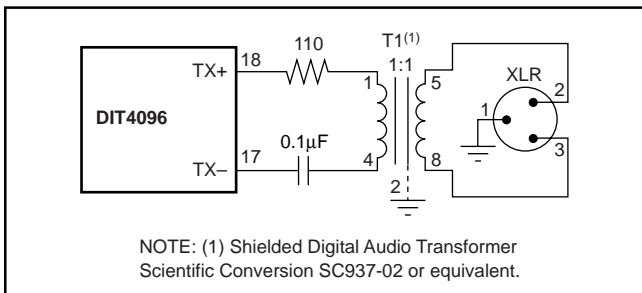 T1(1)
110
1:1
XLR
18
TX+
1
5
2
DIT4096
1
0.1µF
3
17
TX–
4
8
2
NOTE: (1) Shielded Digital Audio Transformer
Scientific Conversion SC937-02 or equivalent.